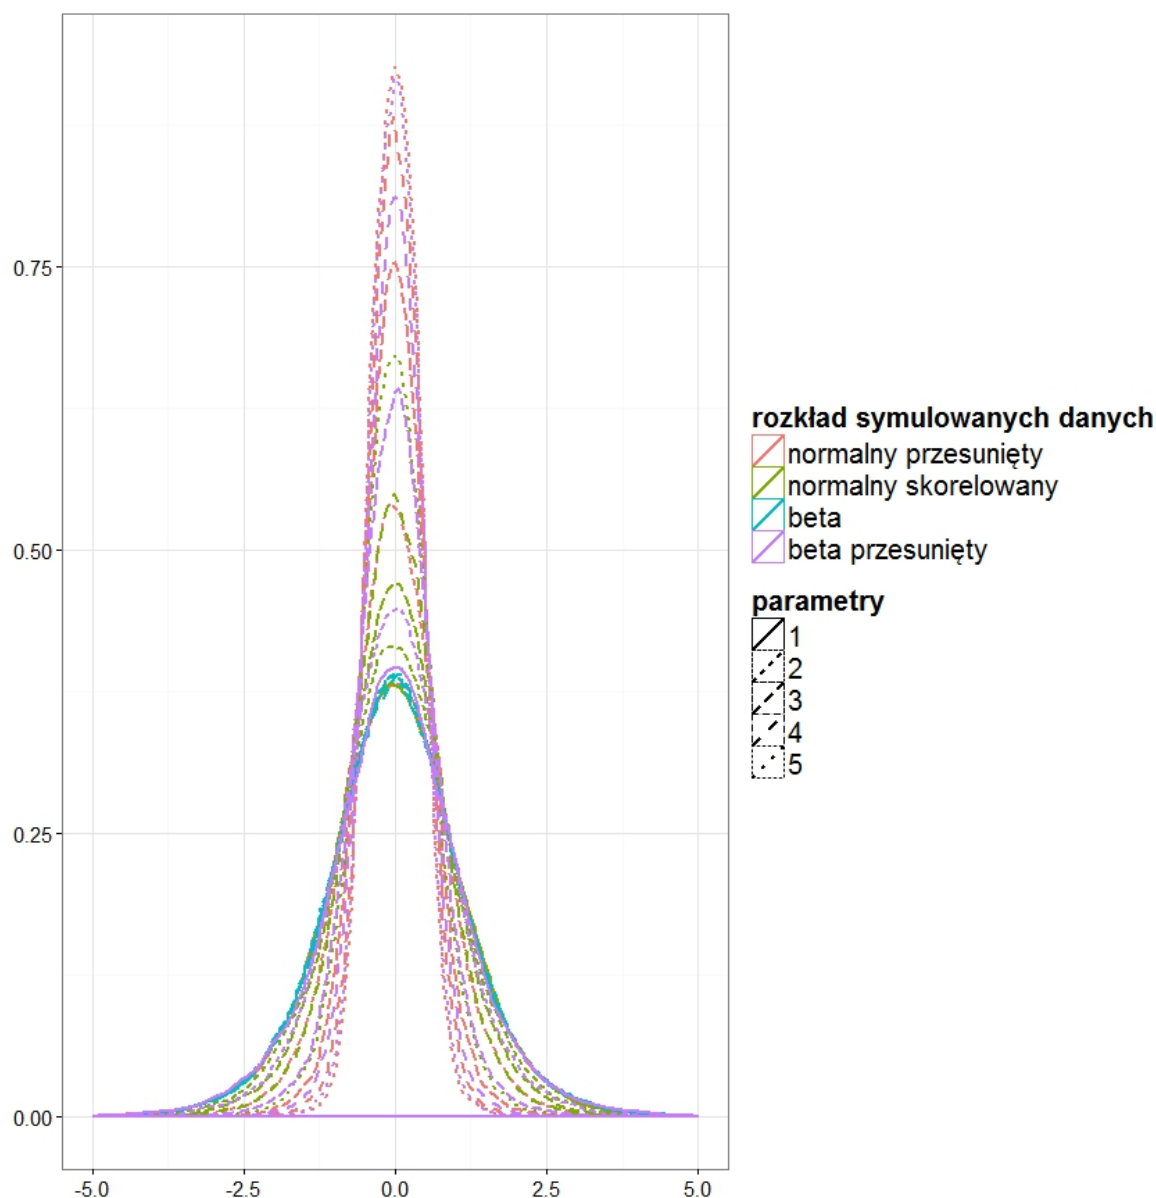 0.75
0.50
0.25
0.00
-5.0
-2.5
0.0
2.5
5.0
rozkład symulowanych danych
normalny przesunięty
normalny skorelowany
beta
beta przesunięty
parametry
1
2
3
4
5